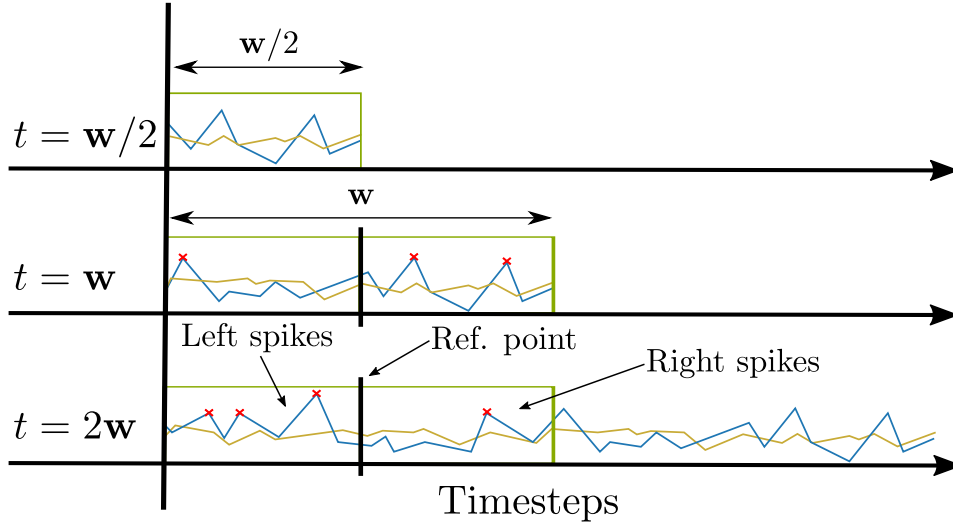 w/2
t = w/2
w
t = w
Left spikes
Ref. point
Right spikes
t = 2w
Timesteps